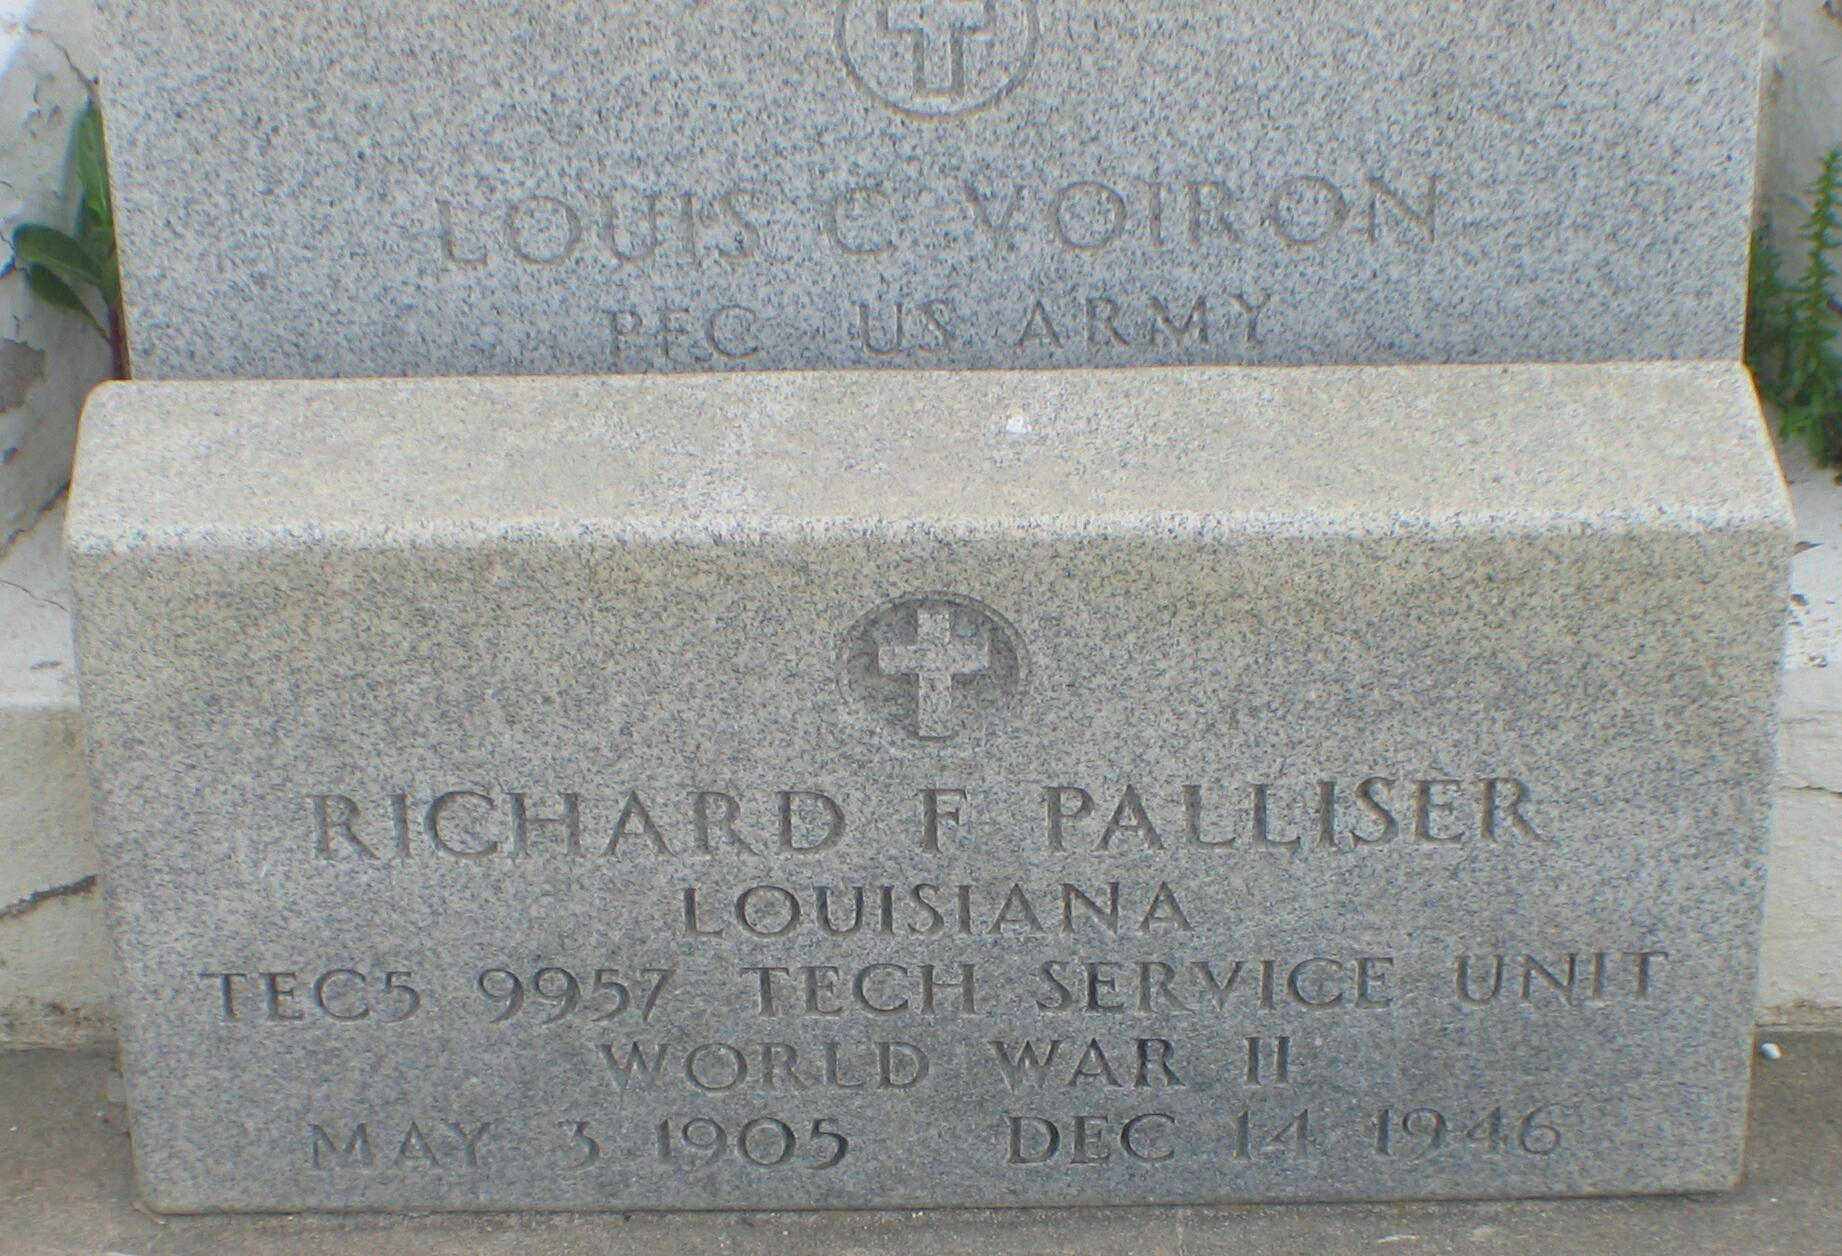 LOUIS C VOIRON
PFC US ARMY
RICHARD F PALLISER
LOUISIANA
TEC5 9957 TECH SERVICE UNIT
WORLD WAR II
MAY 3 1905 DEC 14 1946